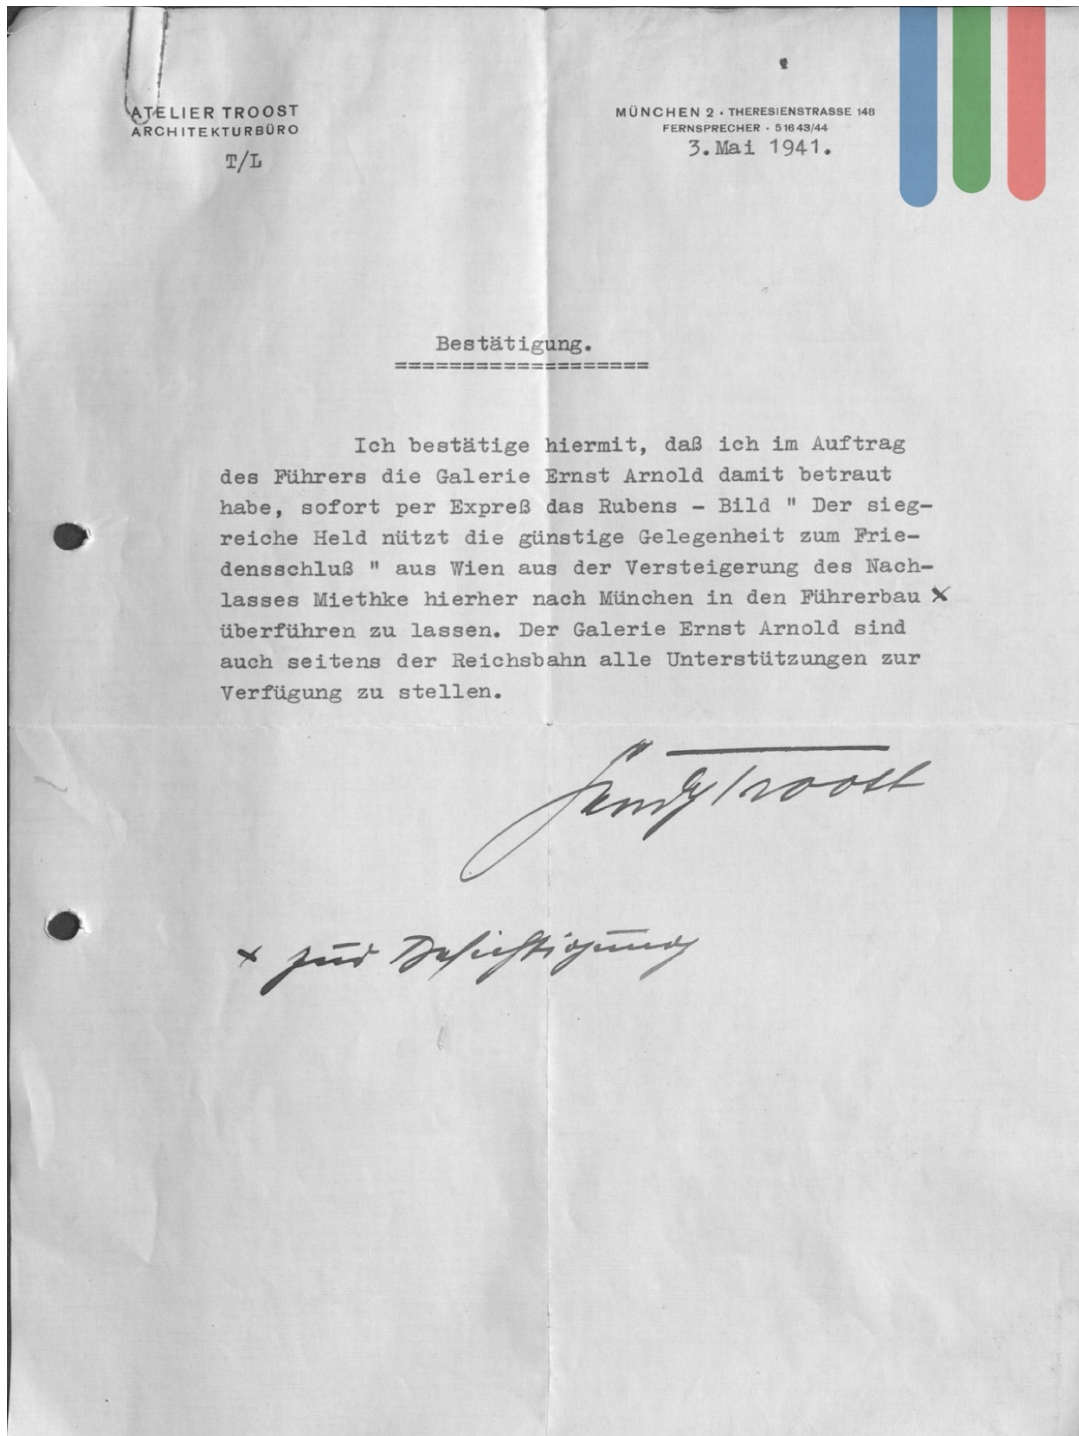 ATELIER TROOST
ARCHITEKTURBÜRO
T/L
MÜNCHEN 2 · THERESIENSTRASSE 148
FERNSPRECHER · 51643/44
3.Mai 1941.
Bestätigung.
===================
Ich bestätige hiermit, daß ich im Auftrag
des Führers die Galerie Ernst Arnold damit betraut
habe, sofort per Expreß das Rubens - Bild " Der sieg-
reiche Held nützt die günstige Gelegenheit zum Frie-
densschluß " aus Wien aus der Versteigerung des Nach-
lasses Miethke hierher nach München in den Führerbau x
überführen zu lassen. Der Galerie Ernst Arnold sind
auch seitens der Reichsbahn alle Unterstützungen zur
Verfügung zu stellen.
Gerdy Troost
x zur Besichtigung